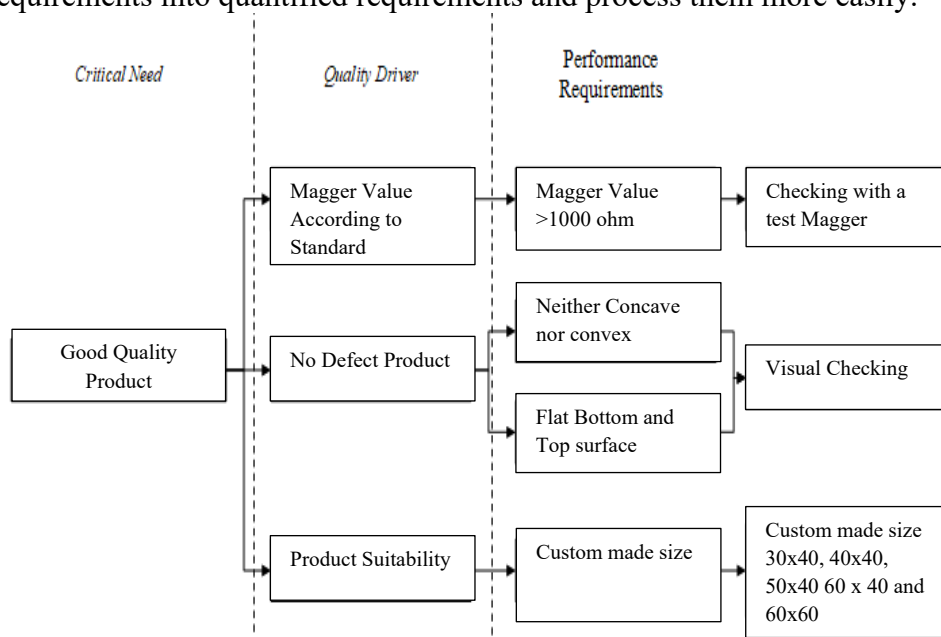 equirements into quantified requirements and process them more easily.
Critical Need
Quality Driver
Performance
Requirements
Magger Value
According to
Standard
Magger Value
>1000 ohm
Checking with a
test Magger
Good Quality
Product
No Defect Product
Neither Concave
nor convex
Flat Bottom and
Top surface
Visual Checking
Product Suitability
Custom made size
Custom made size
30x40, 40x40,
50x40 60 x 40 and
60x60